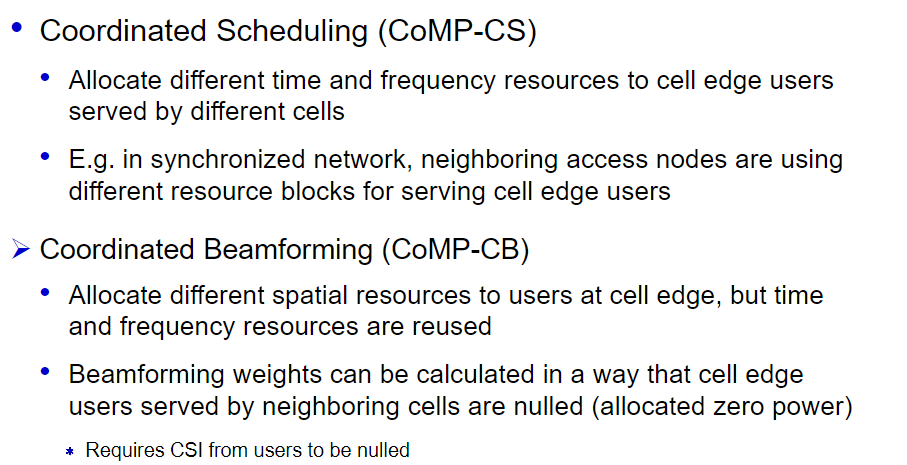 • Coordinated Scheduling (CoMP-CS)
• Allocate different time and frequency resources to cell edge users
served by different cells
• E.g. in synchronized network, neighboring access nodes are using
different resource blocks for serving cell edge users
➢ Coordinated Beamforming (CoMP-CB)
• Allocate different spatial resources to users at cell edge, but time
and frequency resources are reused
• Beamforming weights can be calculated in a way that cell edge
users served by neighboring cells are nulled (allocated zero power)
* Requires CSI from users to be nulled